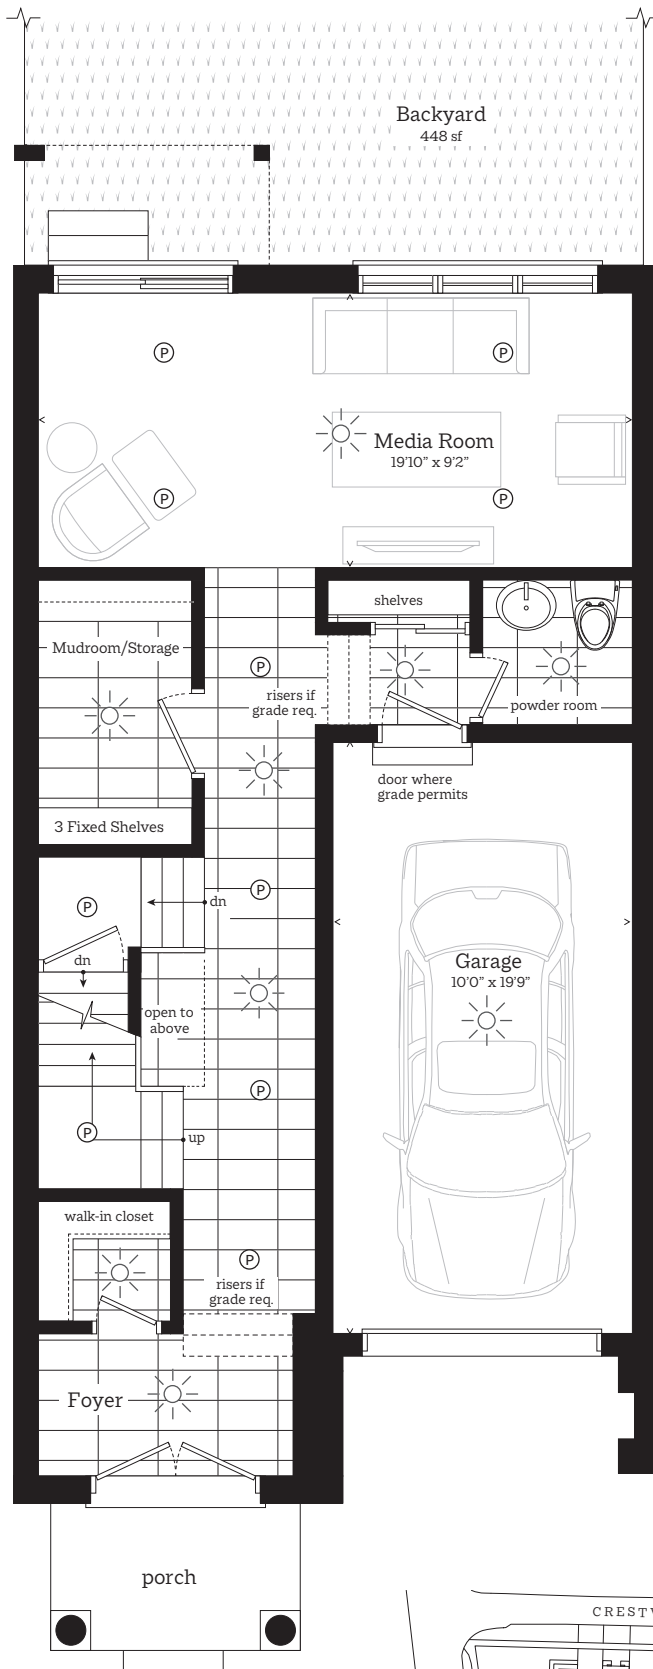 Backyard
448 sf
P
P
Media Room
19'10" x 9'2"
P
P
shelves
Mudroom/Storage
P
risers if
grade req.
powder room
door where
grade permits
3 Fixed Shelves
P
P
dn
dn
Garage
10'0" x 19'9"
open to
above
P
P
up
walk-in closet
P
risers if
grade req.
Foyer
porch